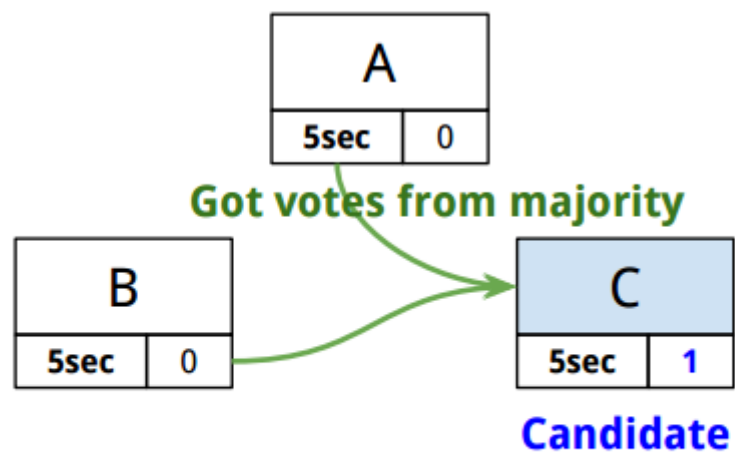 A
5sec 0
Got votes from majority
B
5sec 0
C
5sec 1
Candidate